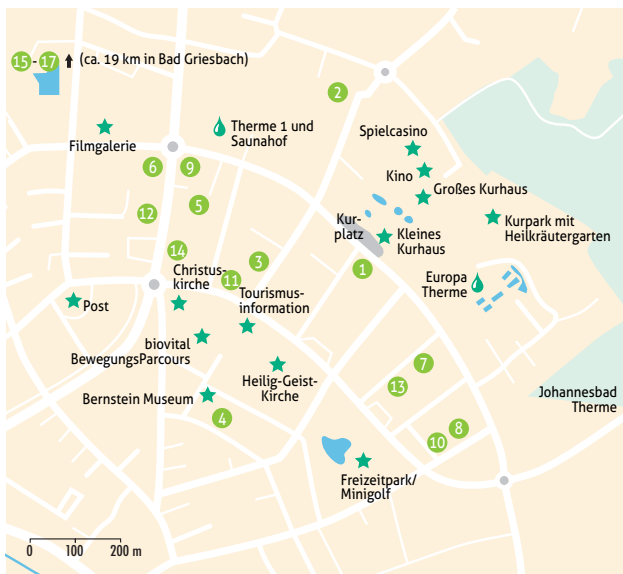 15 - 17 (ca. 19 km in Bad Griesbach)
2
Therme 1 und
Saunahof
Filmgalerie
Spielcasino
Kino
Großes Kurhaus
6
9
5
12
Kur-
platz
Kleines
Kurhaus
Kurpark mit
Heilkräutergarten
14
3
11
1
Christus-
kirche
Tourismus-
information
Europa
Therme
Post
biovital
BewegungsParcours
Heilig-Geist-
Kirche
7
13
Bernstein Museum
4
Johannesbad
Therme
8
10
Freizeitpark/
Minigolf
0 100 200 m